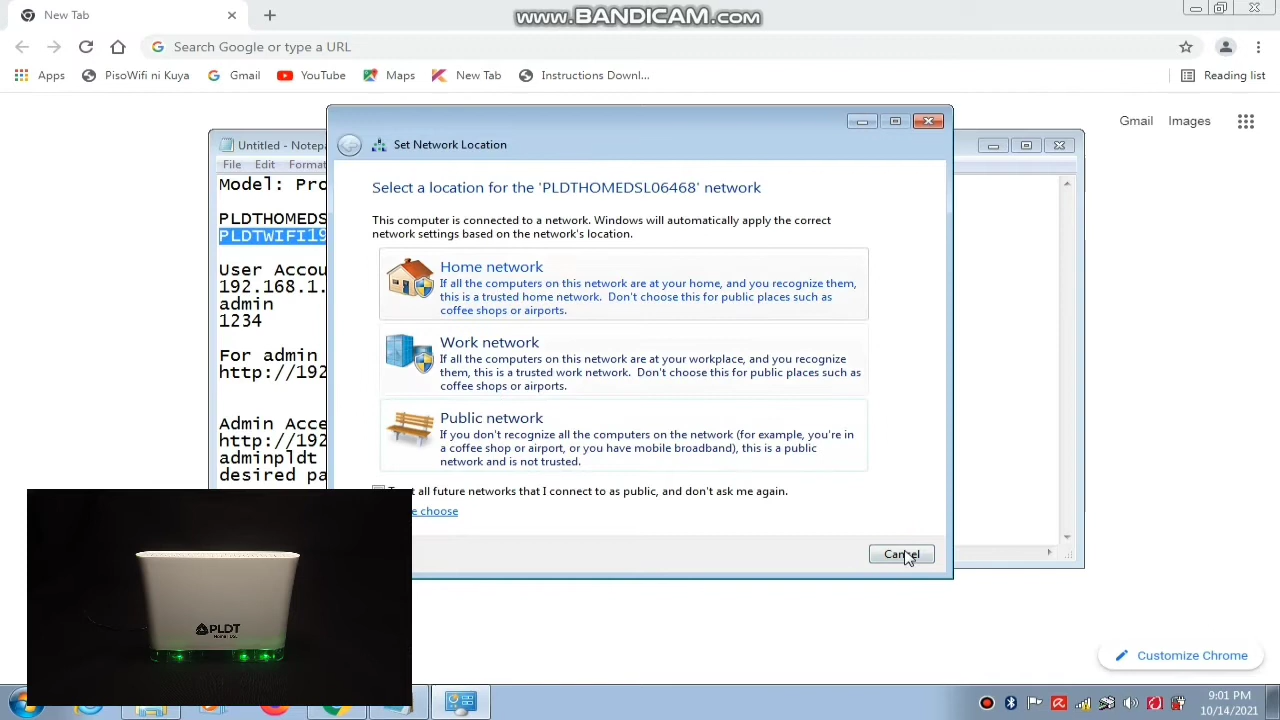 New Tab
www.BANDICAM.com
Search Google or type a URL
Apps
PisoWifi ni Kuya
Gmail
YouTube
Maps
New Tab
Instructions Downl...
Reading list
Gmail
Images
Untitled - Notep
File Edit Format
Model: Pro
PLDTHOMEDS
PLDTWIFI19
User Accou
192.168.1.
admin
1234
For admin
http://192
Admin Acce
http://192
adminpldt
desired pa
Set Network Location
Select a location for the 'PLDTHOMEDSL06468' network
This computer is connected to a network. Windows will automatically apply the correct
network settings based on the network's location.
Home network
If all the computers on this network are at your home, and you recognize them,
this is a trusted home network. Don't choose this for public places such as
coffee shops or airports.
Work network
If all the computers on this network are at your workplace, and you recognize
them, this is a trusted work network. Don't choose this for public places such as
coffee shops or airports.
Public network
If you don't recognize all the computers on the network (for example, you're in
a coffee shop or airport, or you have mobile broadband), this is a public
network and is not trusted.
all future networks that I connect to as public, and don't ask me again.
choose
Cancel
PLDT
Customize Chrome
9:01 PM
10/14/2021